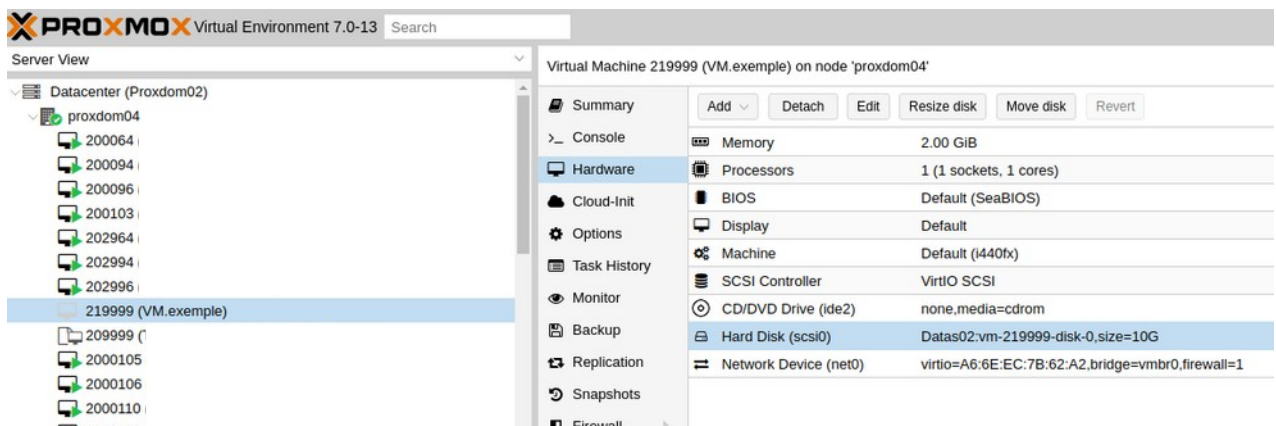 PROXMOX Virtual Environment 7.0-13 Search
Server View
Datacenter (Proxdom02)
proxdom04
200064
200094
200096
200103
202964
202994
202996
219999 (VM.exemple)
209999
2000105
2000106
2000110
Virtual Machine 219999 (VM.exemple) on node 'proxdom04'
Summary
Console
Hardware
Cloud-Init
Options
Task History
Monitor
Backup
Replication
Snapshots
Firewall
Add Detach Edit Resize disk Move disk Revert
Memory 2.00 GiB
Processors 1 (1 sockets, 1 cores)
BIOS Default (SeaBIOS)
Display Default
Machine Default (i440fx)
SCSI Controller VirtIO SCSI
CD/DVD Drive (ide2) none,media=cdrom
Hard Disk (scsi0) Datas02:vm-219999-disk-0,size=10G
Network Device (net0) virtio=A6:6E:EC:7B:62:A2,bridge=vmbr0,firewall=1